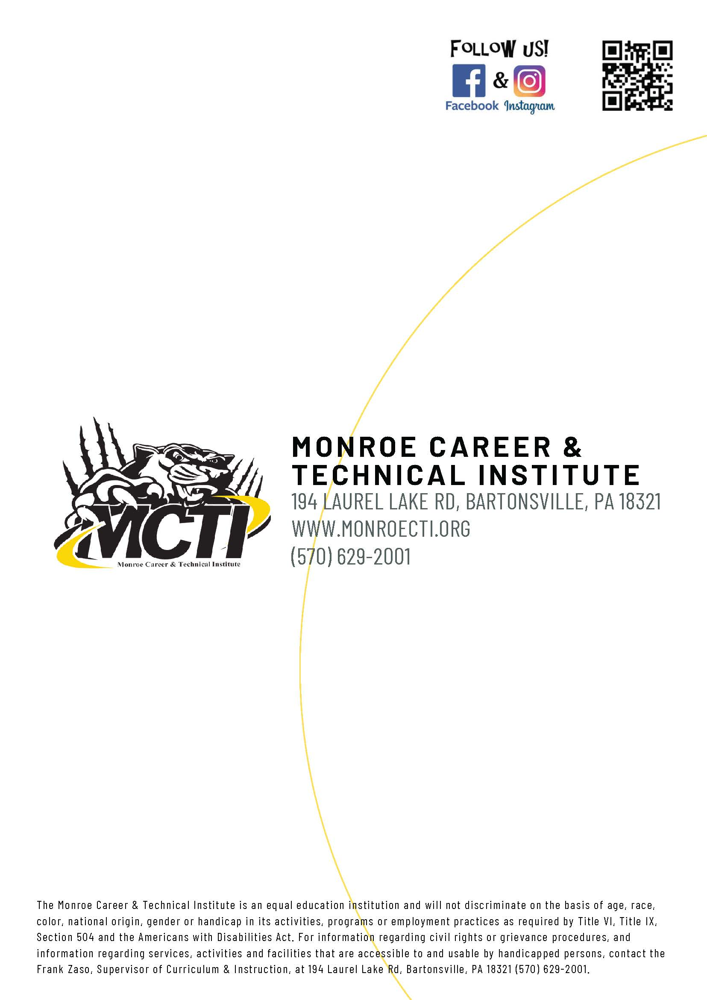 FOLLOW US!
&
Facebook Instagram
MONROE CAREER &
TECHNICAL INSTITUTE
194 LAUREL LAKE RD, BARTONSVILLE, PA 18321
WWW.MONROECTI.ORG
(570) 629-2001
MCTI
Monroe Career & Technical Institute
The Monroe Career & Technical Institute is an equal education institution and will not discriminate on the basis of age, race,
color, national origin, gender or handicap in its activities, programs or employment practices as required by Title VI, Title IX,
Section 504 and the Americans with Disabilities Act. For information regarding civil rights or grievance procedures, and
information regarding services, activities and facilities that are accessible to and usable by handicapped persons, contact the
Frank Zaso, Supervisor of Curriculum & Instruction, at 194 Laurel Lake Rd, Bartonsville, PA 18321 (570) 629-2001.